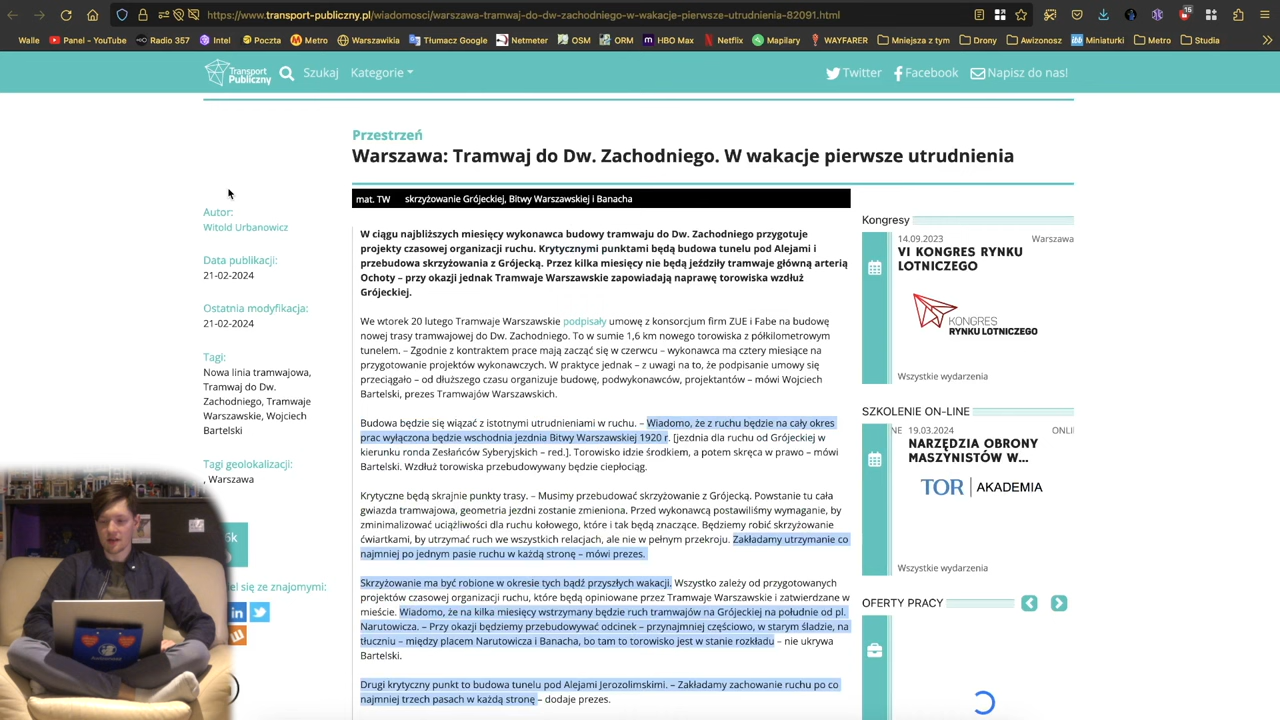 https://www.transport-publiczny.pl/wiadomosci/warszawa-tramwaj-do-dw-zachodniego-w-wakacje-pierwsze-utrudnienia-82091.html
15
Walle Panel - YouTube Radio 357 Intel Poczta Metro Warszawikia Tłumacz Google Netmeter OSM ORM HBO Max Netflix Mapilary WAYFARER Mniejsza z tym Drony Awizonosz Miniaturki Metro Studia
Transport Publiczny Szukaj Kategorie Twitter Facebook Napisz do nas!
Przestrzeń
Warszawa: Tramwaj do Dw. Zachodniego. W wakacje pierwsze utrudnienia
Autor:
Witold Urbanowicz
Data publikacji:
21-02-2024
Ostatnia modyfikacja:
21-02-2024
Tagi:
Nowa linia tramwajowa,
Tramwaj do Dw.
Zachodniego, Tramwaje
Warszawskie, Wojciech
Bartelski
Tagi geolokalizacji:
, Warszawa
5k
el się ze znajomymi:
mat. TW skrzyżowanie Grójeckiej, Bitwy Warszawskiej i Banacha
W ciągu najbliższych miesięcy wykonawca budowy tramwaju do Dw. Zachodniego przygotuje
projekty czasowej organizacji ruchu. Krytycznymi punktami będą budowa tunelu pod Alejami i
przebudowa skrzyżowania z Grójecką. Przez kilka miesięcy nie będą jeździły tramwaje główną arterią
Ochoty – przy okazji jednak Tramwaje Warszawskie zapowiadają naprawę torowiska wzdłuż
Grójeckiej.
We wtorek 20 lutego Tramwaje Warszawskie podpisały umowę z konsorcjum firm ZUE i Fabe na budowę
nowej trasy tramwajowej do Dw. Zachodniego. To w sumie 1,6 km nowego torowiska z półkilometrowym
tunelem. – Zgodnie z kontraktem prace mają zacząć się w czerwcu – wykonawca ma cztery miesiące na
przygotowanie projektów wykonawczych. W praktyce jednak – z uwagi na to, że podpisanie umowy się
przeciągało – od dłuższego czasu organizuje budowę, podwykonawców, projektantów – mówi Wojciech
Bartelski, prezes Tramwajów Warszawskich.
Budowa będzie się wiązać z istotnymi utrudnieniami w ruchu. – Wiadomo, że z ruchu będzie na cały okres
prac wyłączona będzie wschodnia jezdnia Bitwy Warszawskiej 1920 r. [jezdnia dla ruchu od Grójeckiej w
kierunku ronda Zesłańców Syberyjskich – red.]. Torowisko idzie środkiem, a potem skręca w prawo – mówi
Bartelski. Wzdłuż torowiska przebudowywany będzie ciepłociąg.
Krytyczne będą skrajnie punkty trasy. – Musimy przebudować skrzyżowanie z Grójecką. Powstanie tu cała
gwiazda tramwajowa, geometria jezdni zostanie zmieniona. Przed wykonawcą postawiliśmy wymaganie, by
zminimalizować uciążliwości dla ruchu kołowego, które i tak będą znaczące. Będziemy robić skrzyżowanie
ćwiartkami, by utrzymać ruch we wszystkich relacjach, ale nie w pełnym przekroju. Zakładamy utrzymanie co
najmniej po jednym pasie ruchu w każdą stronę – mówi prezes.
Skrzyżowanie ma być robione w okresie tych bądź przyszłych wakacji. Wszystko zależy od przygotowanych
projektów czasowej organizacji ruchu, które będą opiniowane przez Tramwaje Warszawskie i zatwierdzane w
mieście. Wiadomo, że na kilka miesięcy wstrzymany będzie ruch tramwajów na Grójeckiej na południe od pl.
Narutowicza. – Przy okazji będziemy przebudowywać odcinek – przynajmniej częściowo, w starym śladzie, na
tłuczniu – między placem Narutowicza i Banacha, bo tam to torowisko jest w stanie rozkładu – nie ukrywa
Bartelski.
Drugi krytyczny punkt to budowa tunelu pod Alejami Jerozolimskimi. – Zakładamy zachowanie ruchu po co
najmniej trzech pasach w każdą stronę – dodaje prezes.
Kongresy
14.09.2023 Warszawa
VI KONGRES RYNKU
LOTNICZEGO
KONGRES
RYNKU LOTNICZEGO
Wszystkie wydarzenia
SZKOLENIE ON-LINE
NE 19.03.2024 ONLI
NARZĘDZIA OBRONY
MASZYNISTÓW W...
TOR AKADEMIA
Wszystkie wydarzenia
OFERTY PRACY